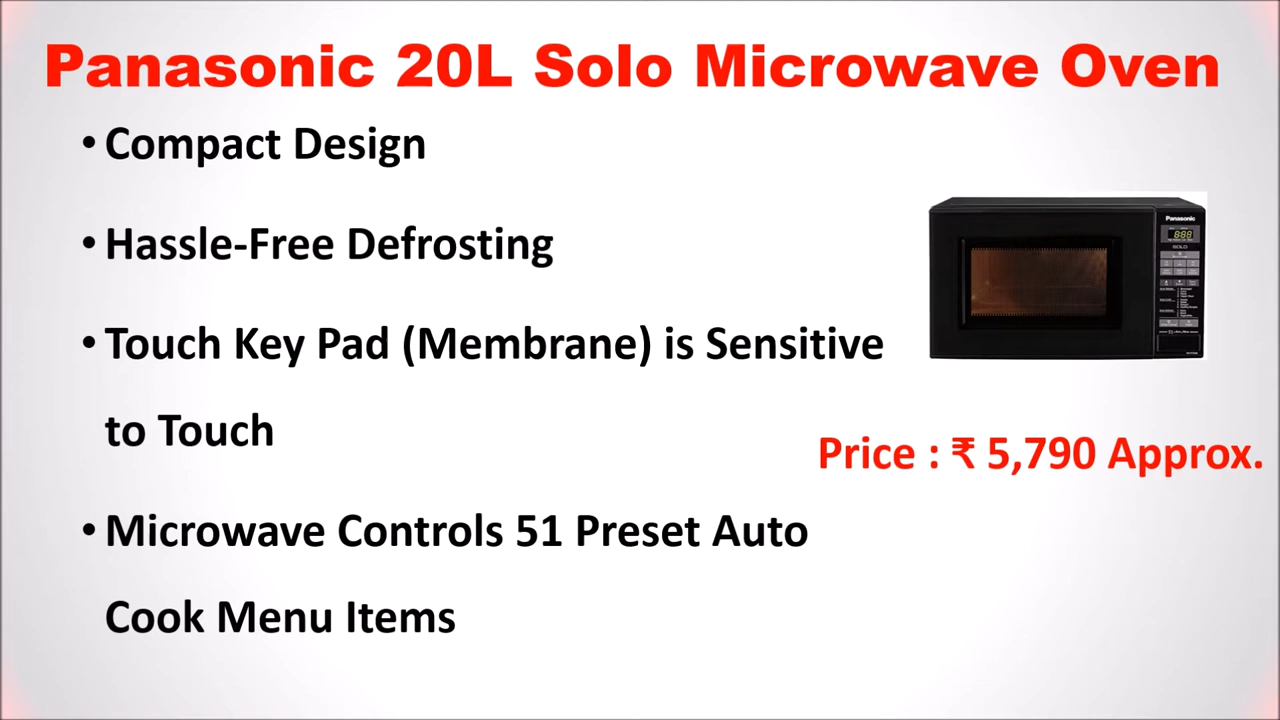 Panasonic 20L Solo Microwave Oven
• Compact Design
• Hassle-Free Defrosting
• Touch Key Pad (Membrane) is Sensitive
to Touch
Panasonic
SOLO
Price : ₹ 5,790 Approx.
• Microwave Controls 51 Preset Auto
Cook Menu Items